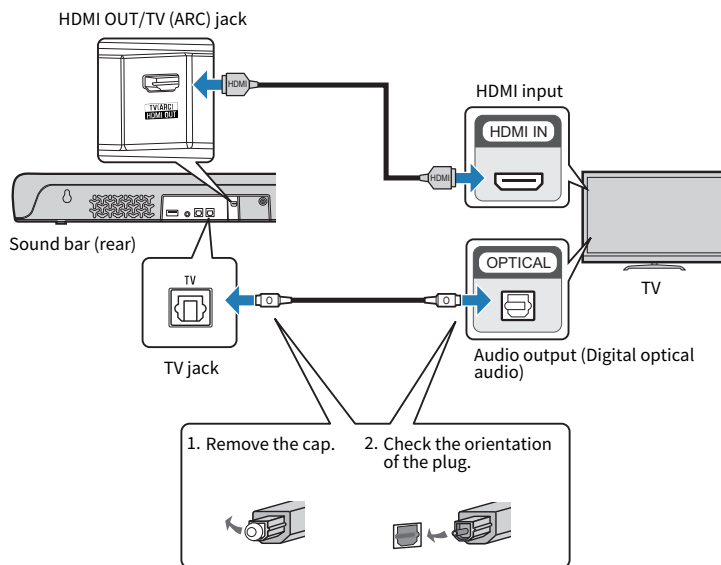 HDMI OUT/TV (ARC) jack
HDMI
TV(ARC)
HDMI OUT
HDMI input
HDMI IN
HDMI
Sound bar (rear)
TV
TV jack
OPTICAL
TV
Audio output (Digital optical
audio)
1. Remove the cap.
2. Check the orientation
of the plug.